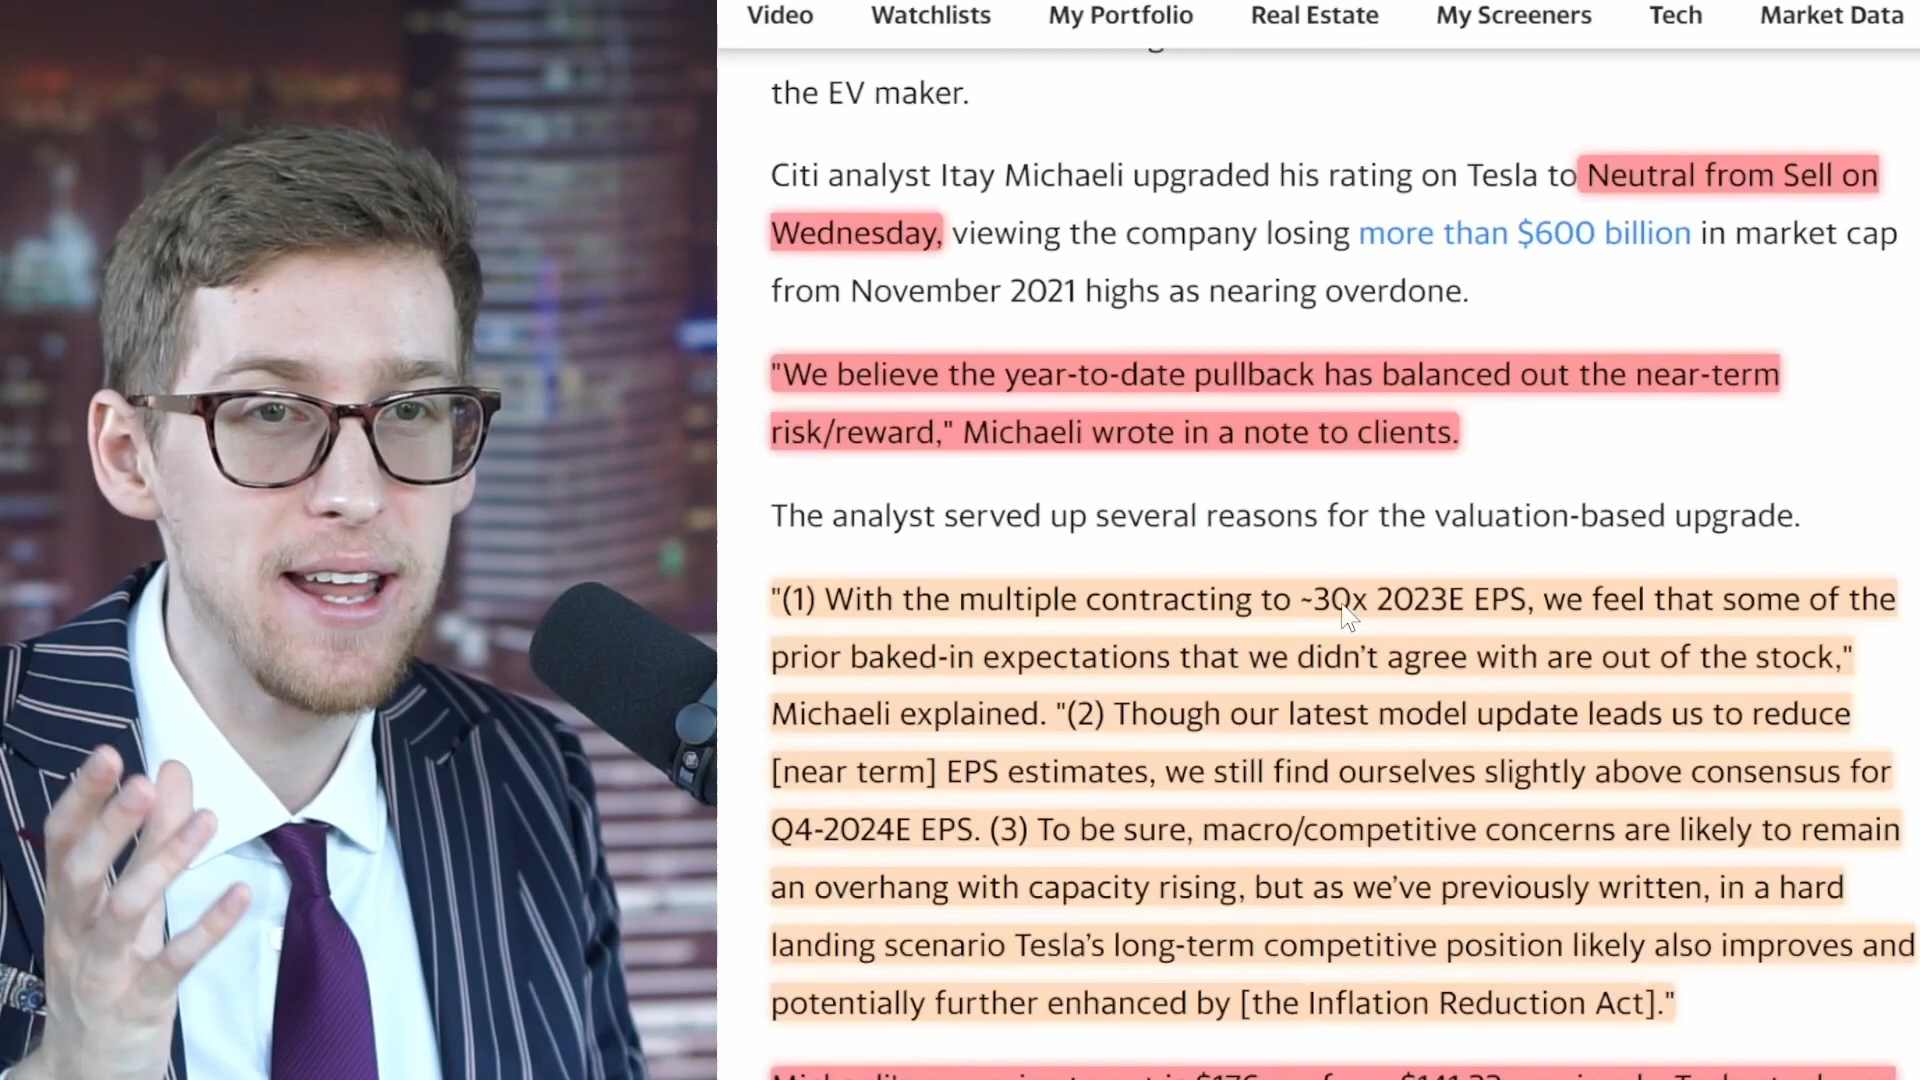 Video Watchlists My Portfolio Real Estate My Screeners Tech Market Data
the EV maker.
Citi analyst Itay Michaeli upgraded his rating on Tesla to Neutral from Sell on
Wednesday, viewing the company losing more than $600 billion in market cap
from November 2021 highs as nearing overdone.
"We believe the year-to-date pullback has balanced out the near-term
risk/reward," Michaeli wrote in a note to clients.
The analyst served up several reasons for the valuation-based upgrade.
"(1) With the multiple contracting to ~30x 2023E EPS, we feel that some of the
prior baked-in expectations that we didn’t agree with are out of the stock,"
Michaeli explained. "(2) Though our latest model update leads us to reduce
[near term] EPS estimates, we still find ourselves slightly above consensus for
Q4-2024E EPS. (3) To be sure, macro/competitive concerns are likely to remain
an overhang with capacity rising, but as we’ve previously written, in a hard
landing scenario Tesla’s long-term competitive position likely also improves and
potentially further enhanced by [the Inflation Reduction Act]."